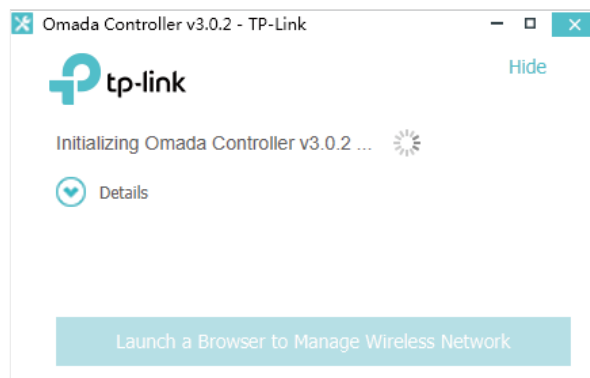 Omada Controller v3.0.2 - TP-Link
tp-link
Hide
Initializing Omada Controller v3.0.2 ...
Details
Launch a Browser to Manage Wireless Network